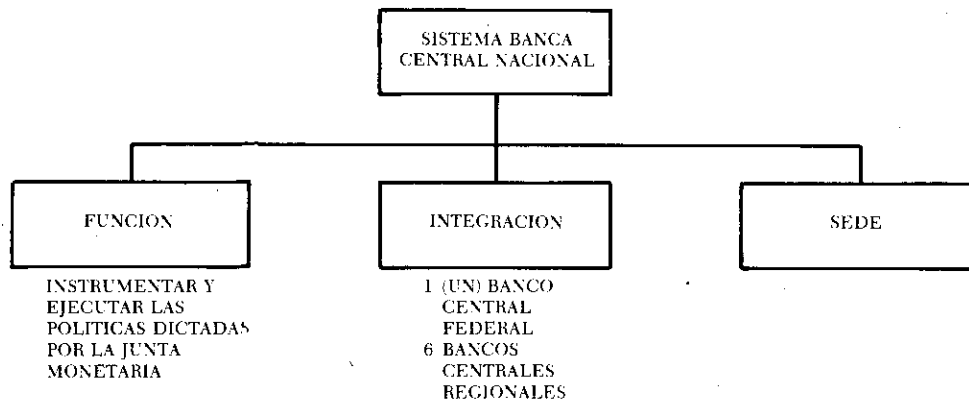 SISTEMA BANCA
CENTRAL NACIONAL
FUNCION
INTEGRACION
SEDE
INSTRUMENTAR Y
EJECUTAR LAS
POLITICAS DICTADAS
POR LA JUNTA
MONETARIA
1 (UN) BANCO
CENTRAL
FEDERAL
6 BANCOS
CENTRALES
REGIONALES